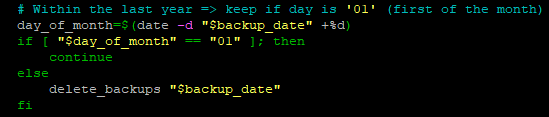 # Within the last year => keep if day is '01' (first of the month)
day_of_month=$(date -d "$backup_date" +%d)
if [ "$day_of_month" == "01" ]; then
    continue
else
    delete_backups "$backup_date"
fi